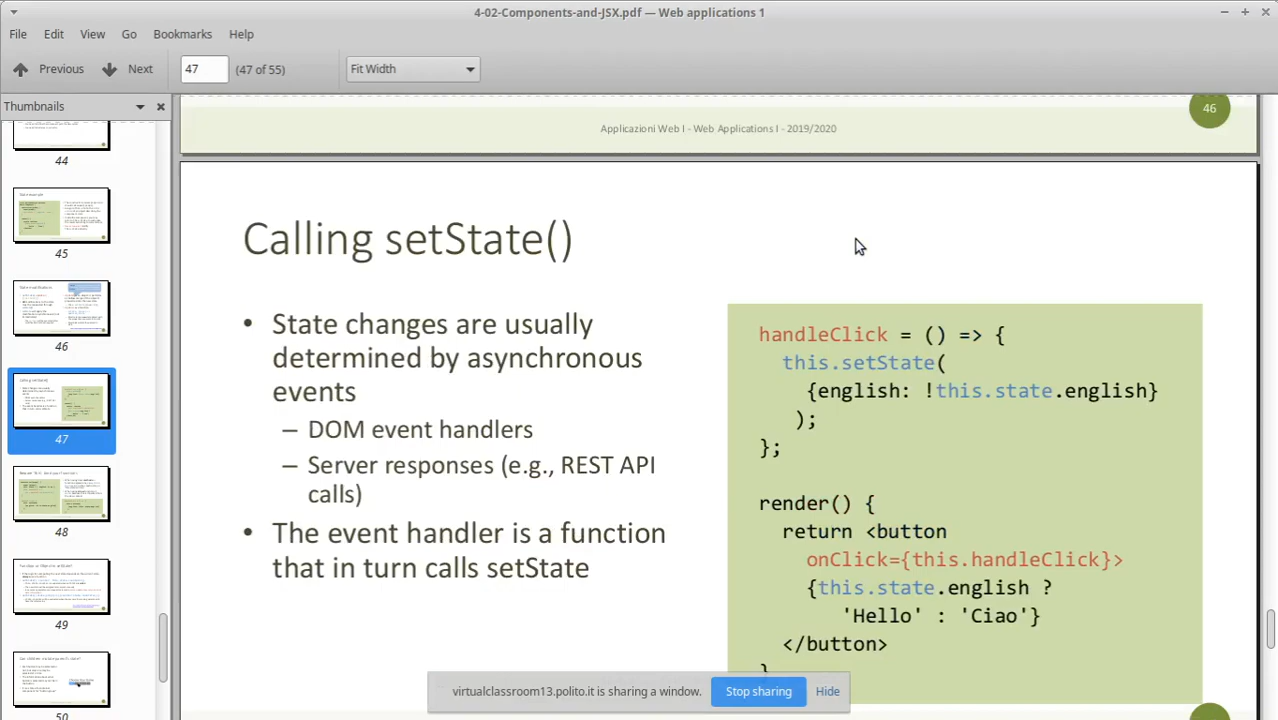 4-02-Components-and-JSX.pdf — Web applications 1
File Edit View Go Bookmarks Help
Previous Next 47 (47 of 55) Fit Width
Thumbnails
44
45
46
47
48
49
50
46
Applicazioni Web I - Web Applications I - 2019/2020
Calling setState()
• State changes are usually
determined by asynchronous
events
– DOM event handlers
– Server responses (e.g., REST API
calls)
• The event handler is a function
that in turn calls setState
handleClick = () => {
this.setState(
{english: !this.state.english}
);
};
render() {
return <button
onClick={this.handleClick}>
{this.state.english ?
'Hello' : 'Ciao'}
</button>
}
virtualclassroom13.polito.it is sharing a window. Stop sharing Hide